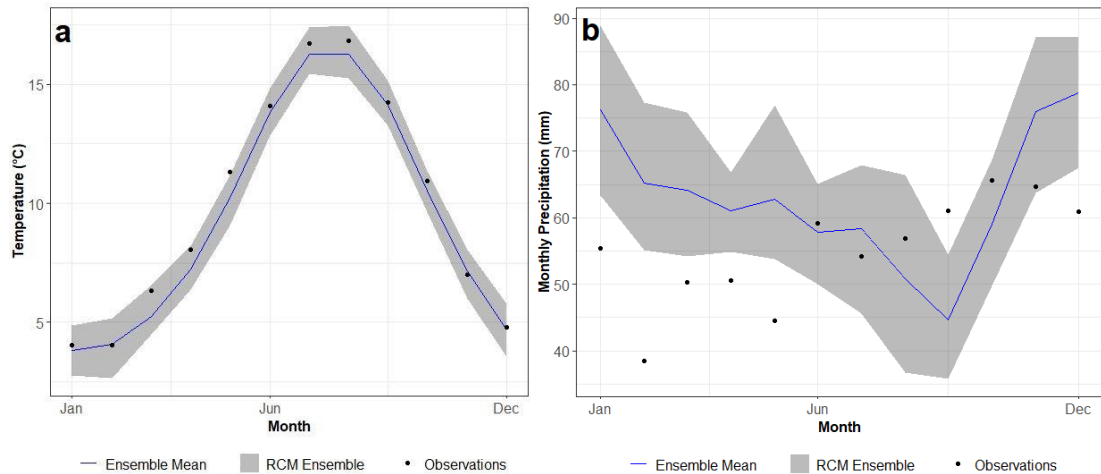 a
Temperature (°C)
15
10
5
Jan
Jun
Dec
Month
Ensemble Mean
RCM Ensemble
Observations
b
Monthly Precipitation (mm)
90
80
70
60
50
40
Jan
Jun
Dec
Month
Ensemble Mean
RCM Ensemble
Observations